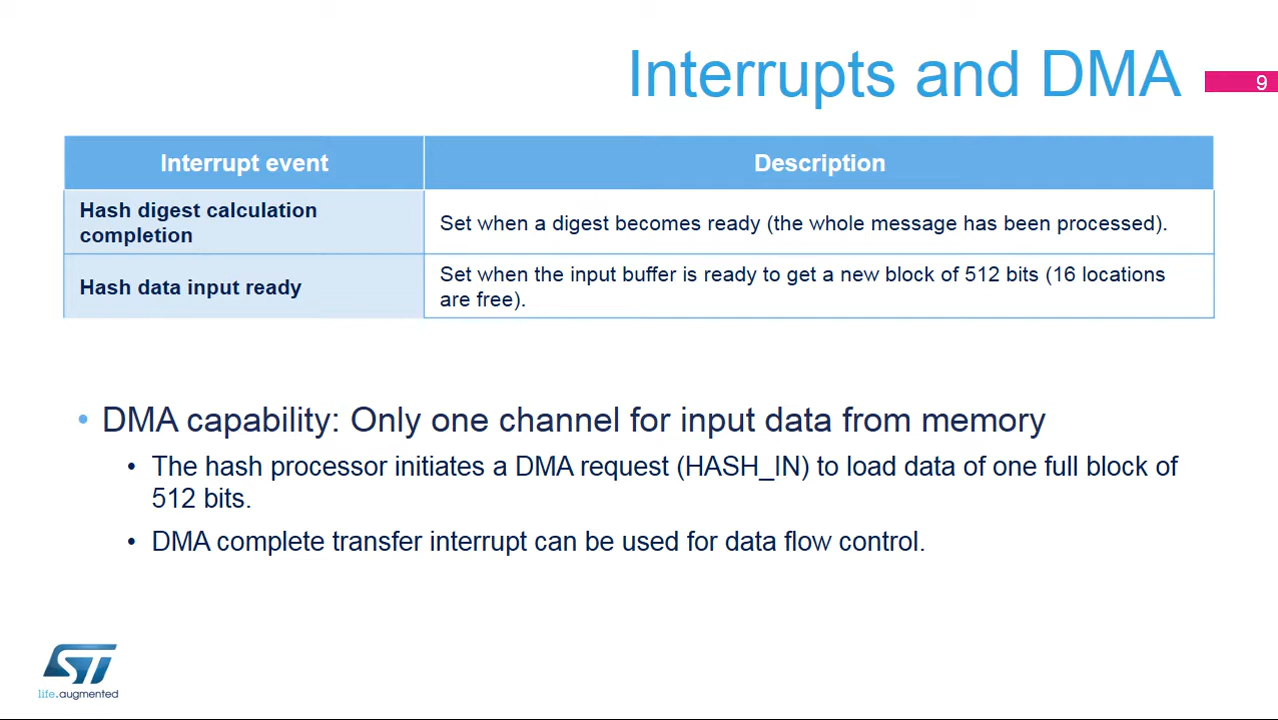 Interrupts and DMA
9
Interrupt event
Description
Hash digest calculation
completion
Set when a digest becomes ready (the whole message has been processed).
Hash data input ready
Set when the input buffer is ready to get a new block of 512 bits (16 locations
are free).
• DMA capability: Only one channel for input data from memory
• The hash processor initiates a DMA request (HASH_IN) to load data of one full block of
512 bits.
• DMA complete transfer interrupt can be used for data flow control.
ST
life.augmented